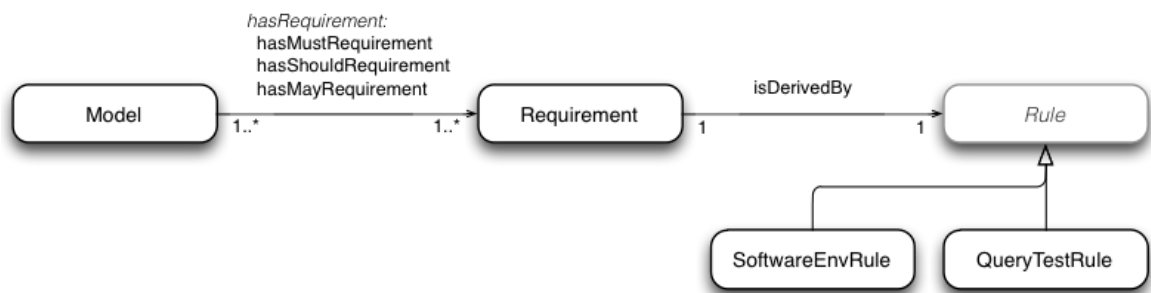 hasRequirement:
hasMustRequirement
hasShouldRequirement
hasMayRequirement
Model
1..*
1..*
Requirement
isDerivedBy
1
1
Rule
SoftwareEnvRule
QueryTestRule